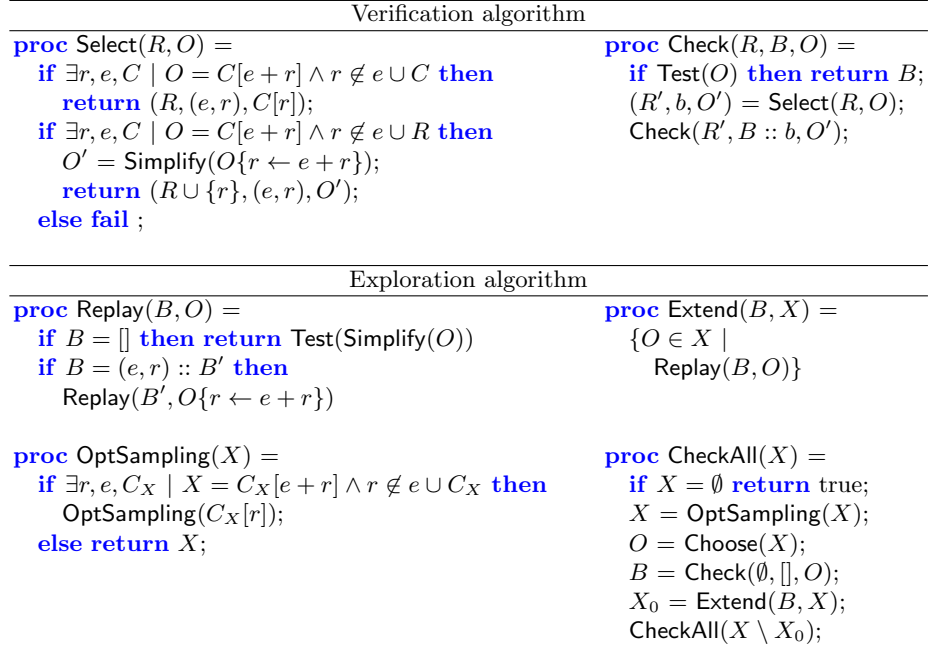 Verification algorithm
proc Select(R, O) =
if ∃r, e, C | O = C[e + r] ∧ r ∉ e ∪ C then
return (R, (e, r), C[r]);
if ∃r, e, C | O = C[e + r] ∧ r ∉ e ∪ R then
O′ = Simplify(O{r ← e + r});
return (R ∪ {r}, (e, r), O′);
else fail ;
proc Check(R, B, O) =
if Test(O) then return B;
(R′, b, O′) = Select(R, O);
Check(R′, B :: b, O′);
Exploration algorithm
proc Replay(B, O) =
if B = [] then return Test(Simplify(O))
if B = (e, r) :: B′ then
Replay(B′, O{r ← e + r})
proc Extend(B, X) =
{O ∈ X |
Replay(B, O)}
proc OptSampling(X) =
if ∃r, e, C_X | X = C_X[e + r] ∧ r ∉ e ∪ C_X then
OptSampling(C_X[r]);
else return X;
proc CheckAll(X) =
if X = ∅ return true;
X = OptSampling(X);
O = Choose(X);
B = Check(∅, [], O);
X₀ = Extend(B, X);
CheckAll(X \ X₀);